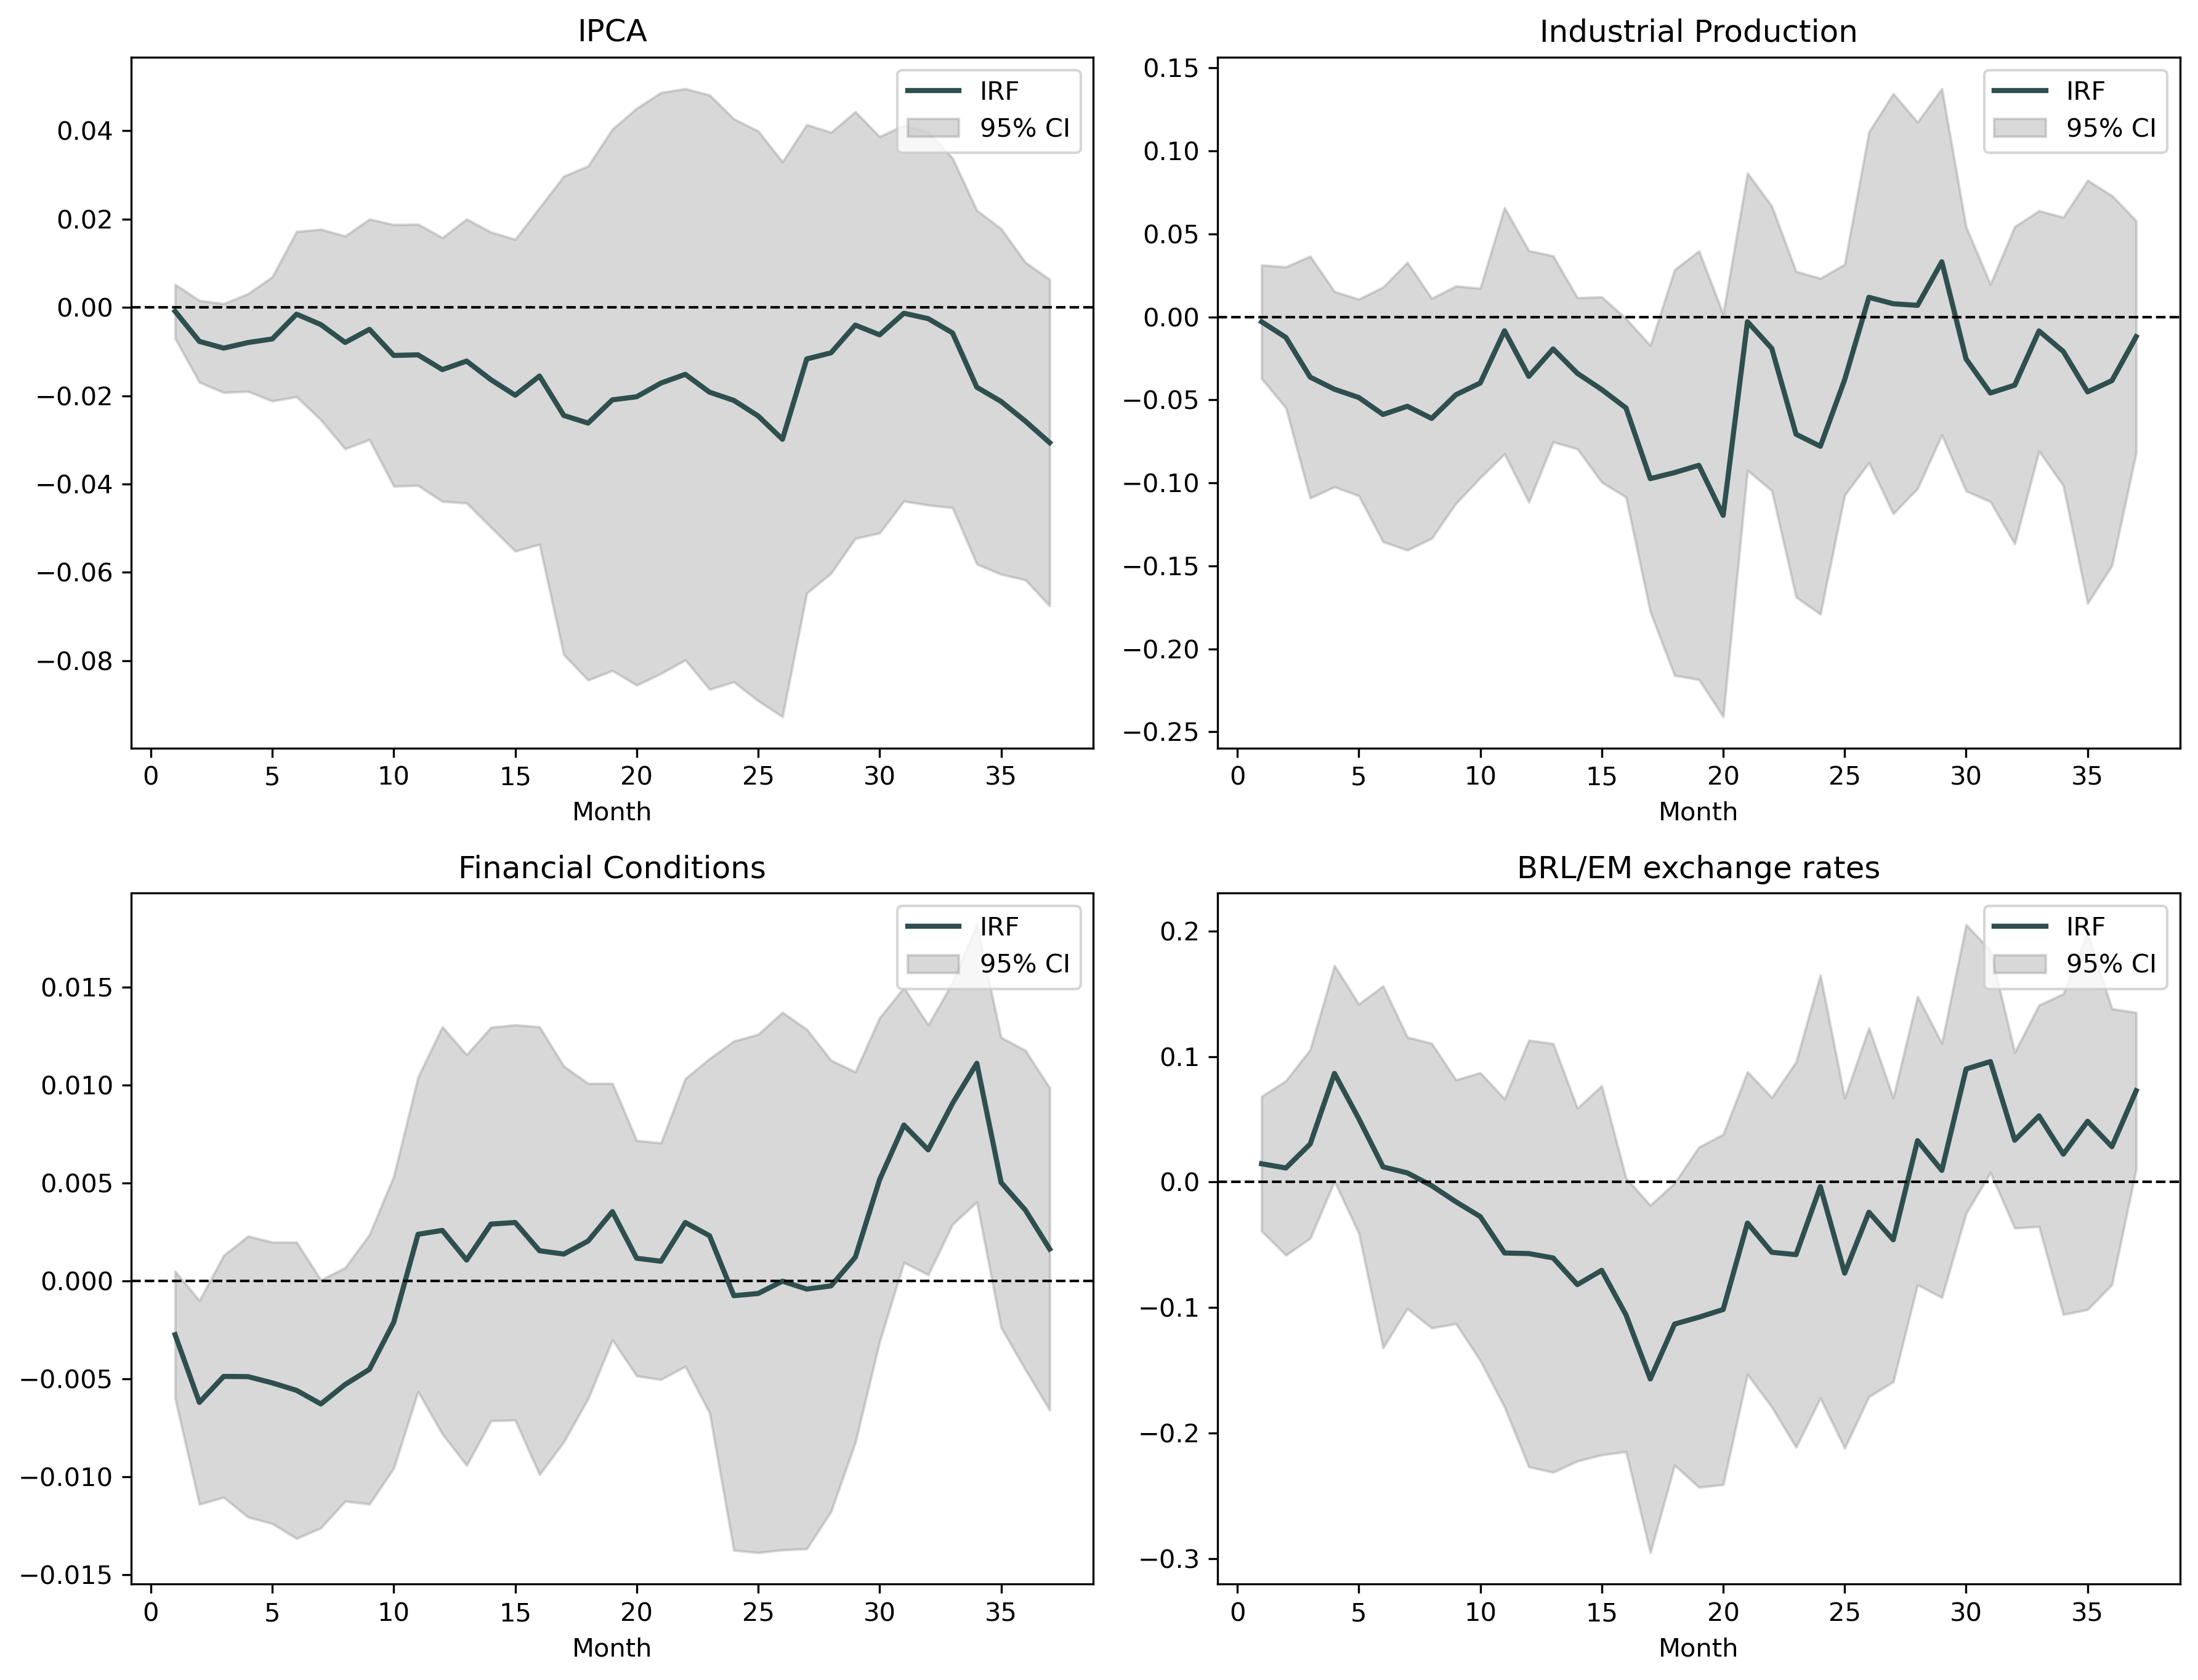 IPCA
IRF
95% CI
0.04
0.02
0.00
−0.02
−0.04
−0.06
−0.08
0 5 10 15 20 25 30 35
Month
Industrial Production
IRF
95% CI
0.15
0.10
0.05
0.00
−0.05
−0.10
−0.15
−0.20
−0.25
0 5 10 15 20 25 30 35
Month
Financial Conditions
IRF
95% CI
0.015
0.010
0.005
0.000
−0.005
−0.010
−0.015
0 5 10 15 20 25 30 35
Month
BRL/EM exchange rates
IRF
95% CI
0.2
0.1
0.0
−0.1
−0.2
−0.3
0 5 10 15 20 25 30 35
Month